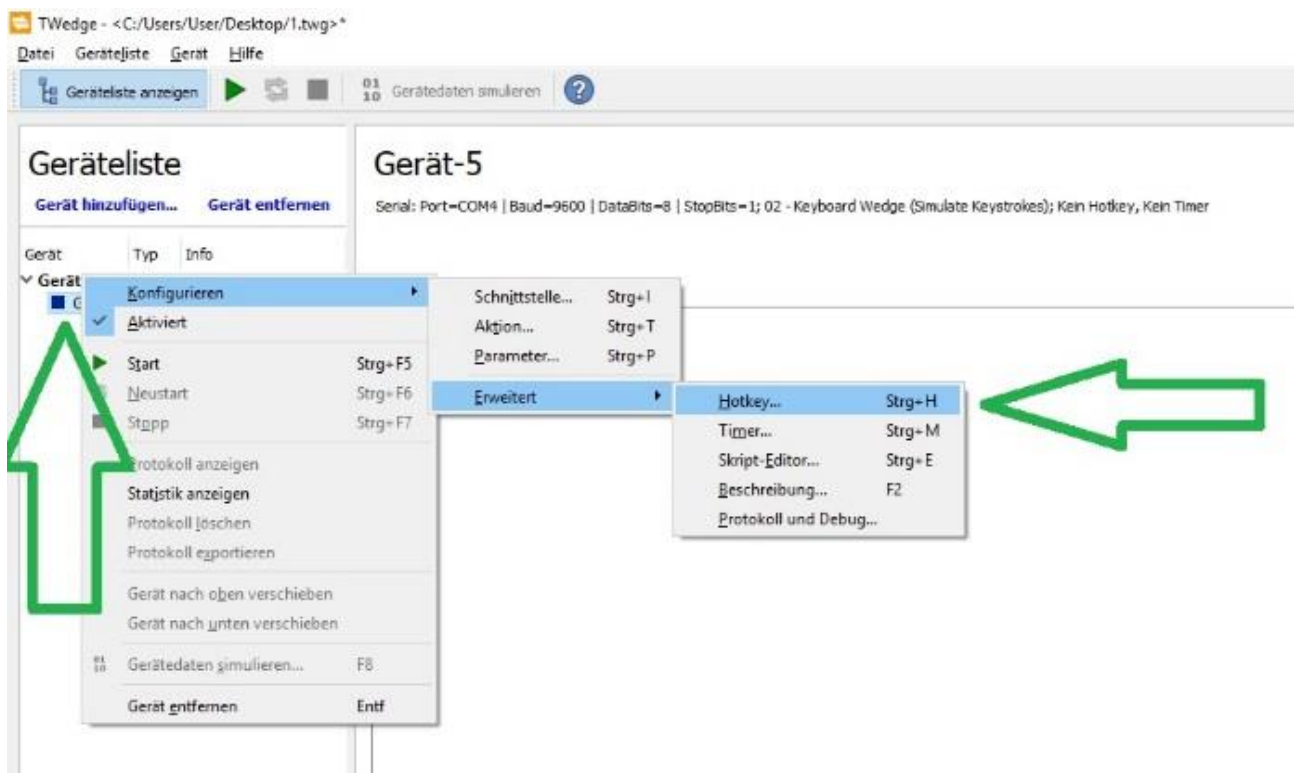 TWedge - <C:/Users/User/Desktop/1.twg>*
Datei Geräteliste Gerät Hilfe
Geräteliste anzeigen
01
10 Gerätedaten simulieren ?
Geräteliste
Gerät hinzufügen... Gerät entfernen
Gerät-5
Serial: Port=COM4 | Baud=9600 | DataBits=8 | StopBits=1; 02 - Keyboard Wedge (Simulate Keystrokes); Kein Hotkey, Kein Timer
Gerät Typ Info
Gerät
G
Konfigurieren
Aktiviert
Start Strg+F5
Neustart Strg+F6
Stopp Strg+F7
Protokoll anzeigen
Statistik anzeigen
Protokoll löschen
Protokoll exportieren
Gerät nach oben verschieben
Gerät nach unten verschieben
01
10 Gerätedaten simulieren... F8
Gerät entfernen Entf
Schnittstelle... Strg+I
Aktion... Strg+T
Parameter... Strg+P
Erweitert
Hotkey... Strg+H
Timer... Strg+M
Skript-Editor... Strg+E
Beschreibung... F2
Protokoll und Debug...